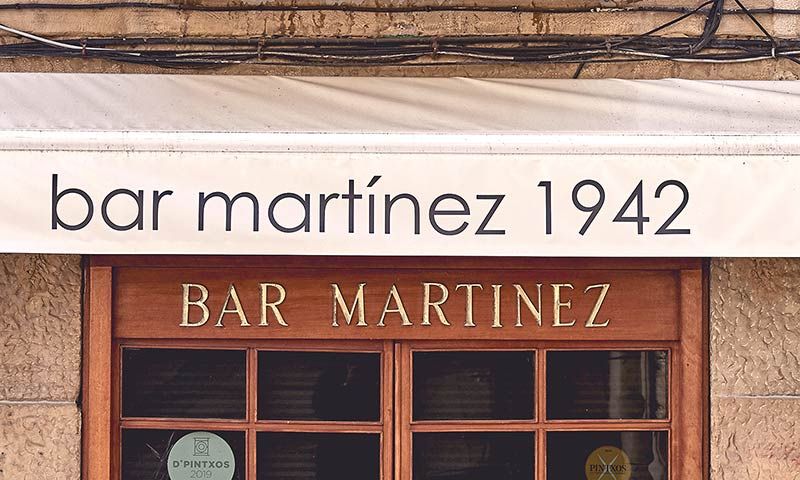 bar martínez 1942
BAR MARTINEZ
D'PINTXOS
2019
PINTXOS